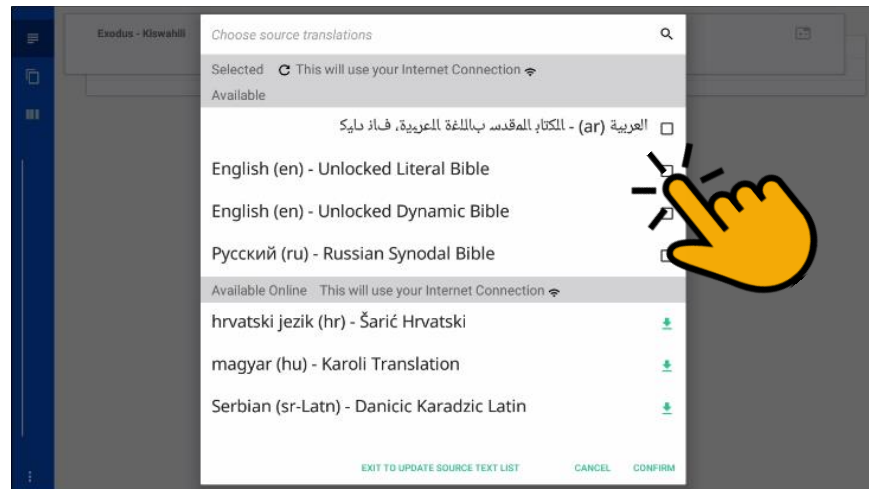 Exodus - Kiswahili
Choose source translations
Selected This will use your Internet Connection
Available
العربية (ar) - الكتاب المقدس باللغة العربية، فان دايك
English (en) - Unlocked Literal Bible
English (en) - Unlocked Dynamic Bible
Русский (ru) - Russian Synodal Bible
Available Online This will use your Internet Connection
hrvatski jezik (hr) - Šarić Hrvatski
magyar (hu) - Karoli Translation
Serbian (sr-Latn) - Danicic Karadzic Latin
EXIT TO UPDATE SOURCE TEXT LIST CANCEL CONFIRM